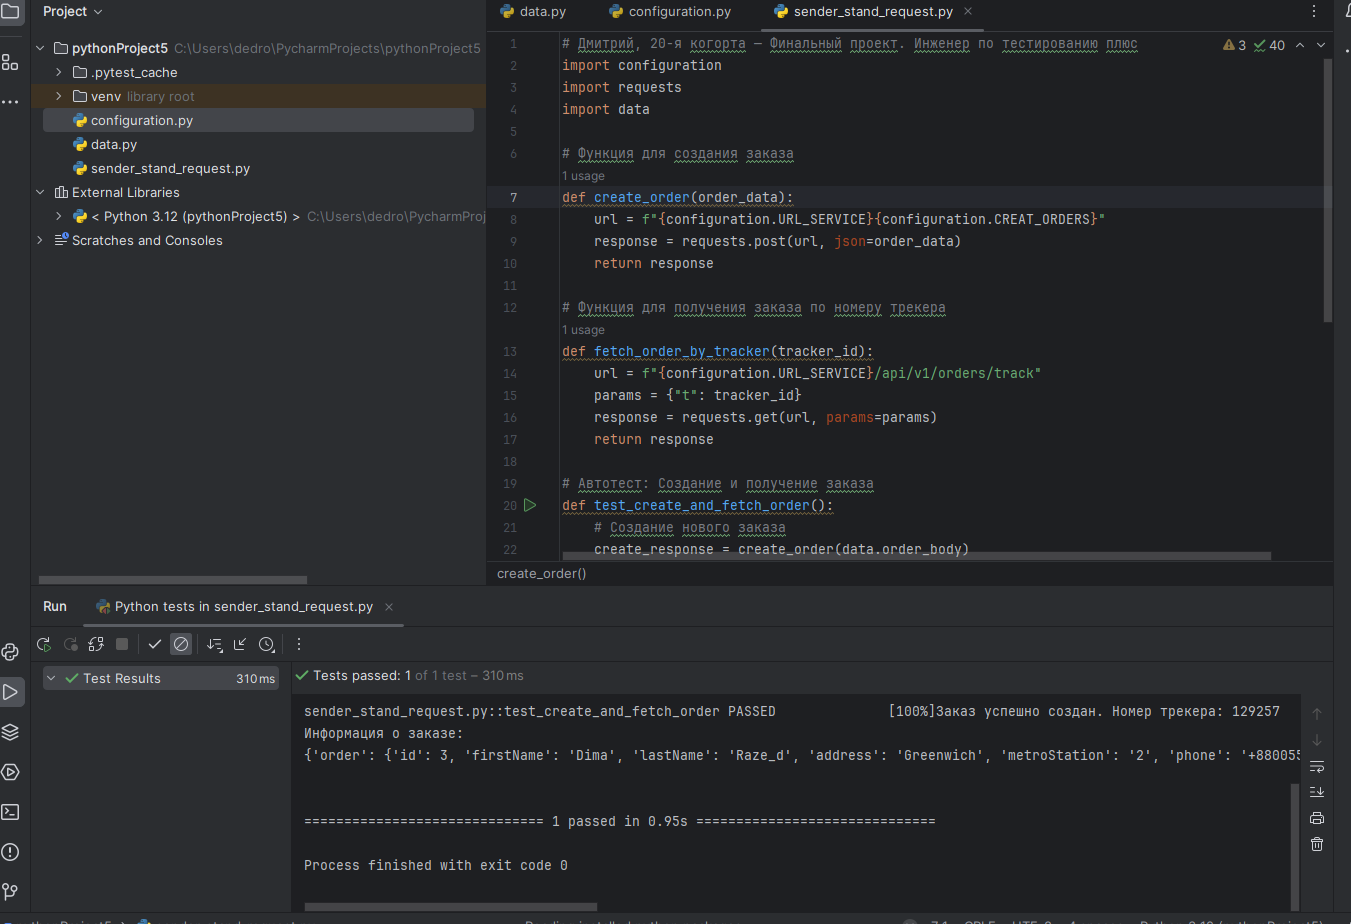 Project
data.py
configuration.py
sender_stand_request.py
pythonProject5 C:\Users\dedro\PycharmProjects\pythonProject5
.pytest_cache
venv library root
configuration.py
data.py
sender_stand_request.py
External Libraries
< Python 3.12 (pythonProject5) > C:\Users\dedro\PycharmProj
Scratches and Consoles
3 40
1 # Дмитрий, 20-я когорта — Финальный проект. Инженер по тестированию плюс
2 import configuration
3 import requests
4 import data
5
6 # Функция для создания заказа
1 usage
7 def create_order(order_data):
8 url = f"{configuration.URL_SERVICE}{configuration.CREAT_ORDERS}"
9 response = requests.post(url, json=order_data)
10 return response
11
12 # Функция для получения заказа по номеру трекера
1 usage
13 def fetch_order_by_tracker(tracker_id):
14 url = f"{configuration.URL_SERVICE}/api/v1/orders/track"
15 params = {"t": tracker_id}
16 response = requests.get(url, params=params)
17 return response
18
19 # Автотест: Создание и получение заказа
20 def test_create_and_fetch_order():
21 # Создание нового заказа
22 create_response = create_order(data.order_body)
create_order()
Run Python tests in sender_stand_request.py
Test Results 310 ms
Tests passed: 1 of 1 test – 310 ms
sender_stand_request.py::test_create_and_fetch_order PASSED [100%]Заказ успешно создан. Номер трекера: 129257
Информация о заказе:
{'order': {'id': 3, 'firstName': 'Dima', 'lastName': 'Raze_d', 'address': 'Greenwich', 'metroStation': '2', 'phone': '+880055
============================== 1 passed in 0.95s ==============================
Process finished with exit code 0